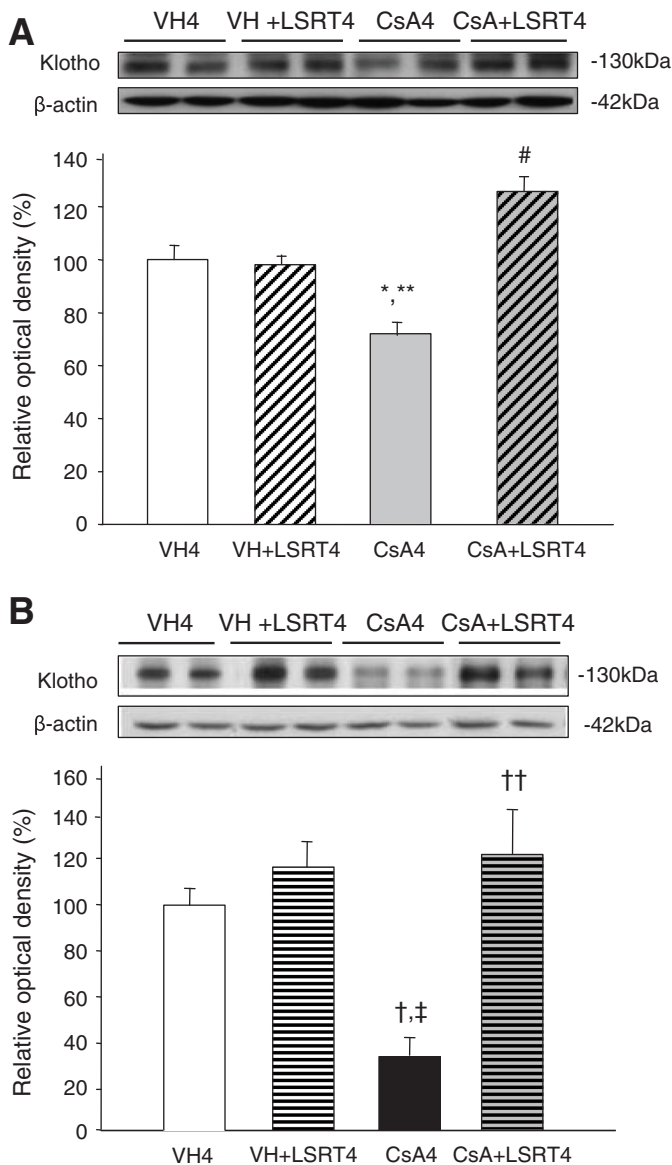 A
VH4 VH +LSRT4 CsA4 CsA+LSRT4
Klotho -130kDa
β-actin -42kDa
Relative optical density (%)
140
120
100
80
60
40
20
0
*,**
#
VH4 VH+LSRT4 CsA4 CsA+LSRT4
B
VH4 VH +LSRT4 CsA4 CsA+LSRT4
Klotho -130kDa
β-actin -42kDa
Relative optical density (%)
160
140
120
100
80
60
40
20
0
†,‡
††
VH4 VH+LSRT4 CsA4 CsA+LSRT4